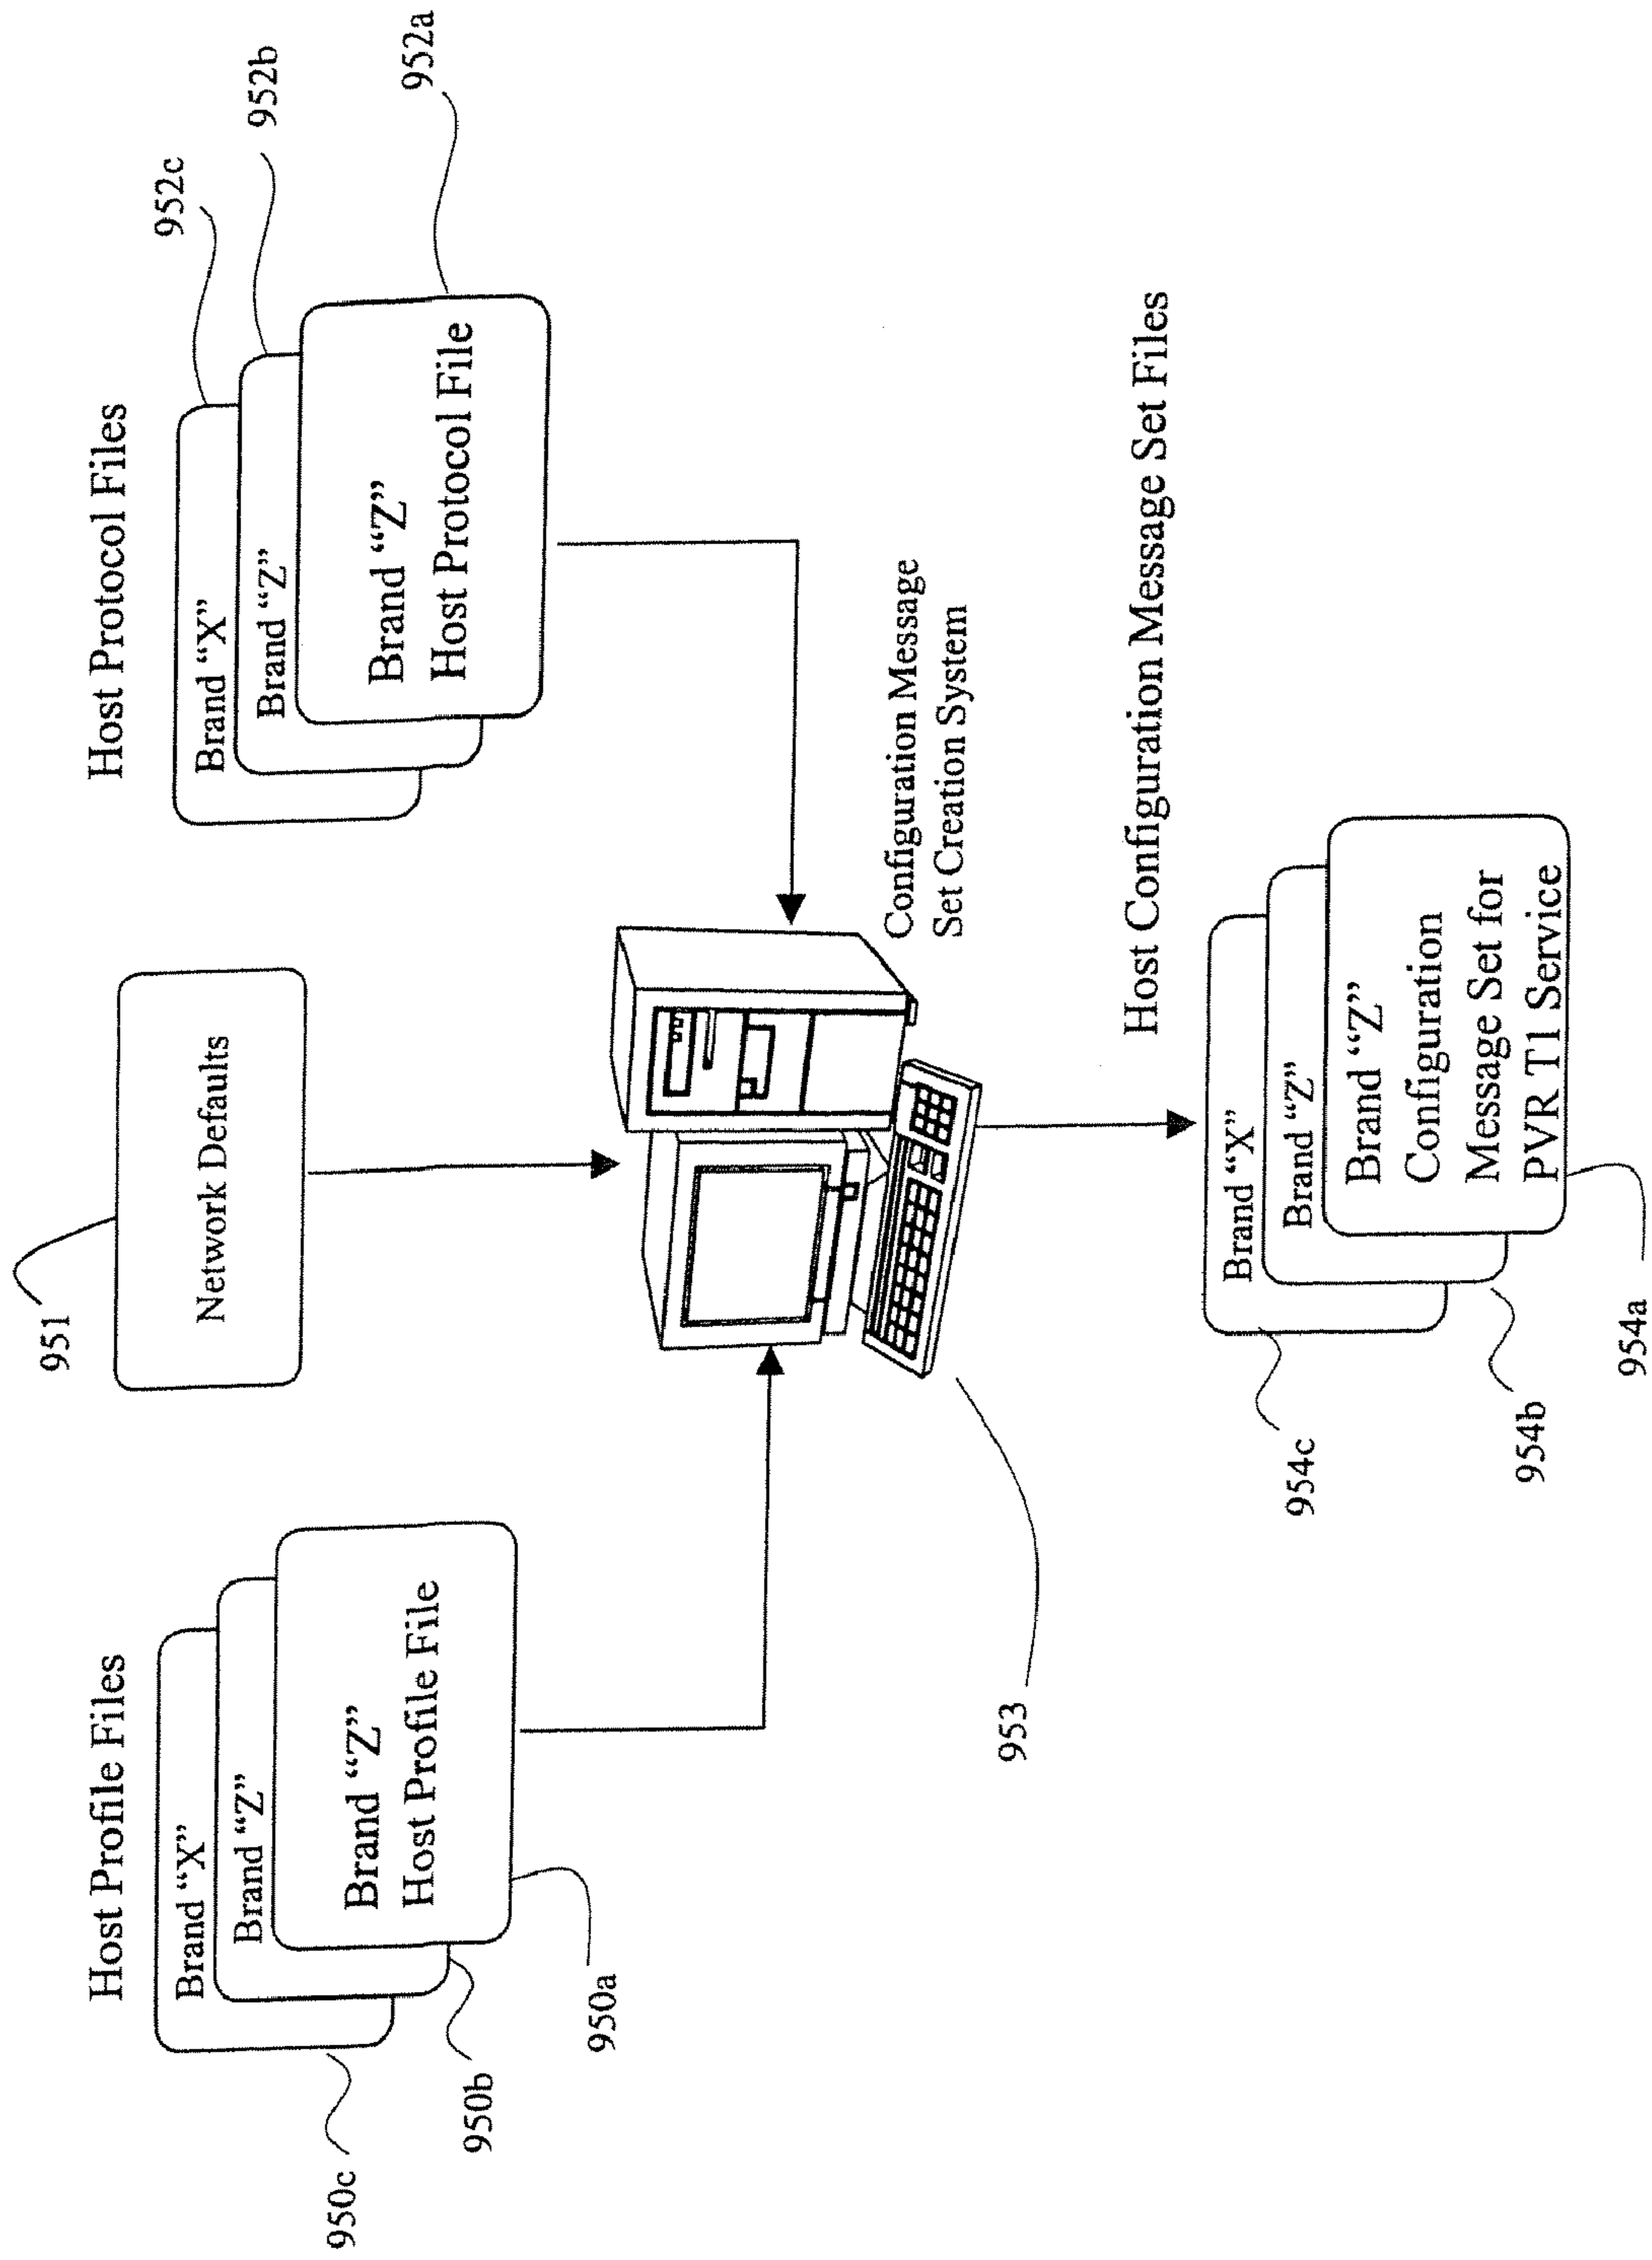 951
Network Defaults
Host Profile Files
Brand “X”
Brand “Z”
Brand “Z”
Host Profile File
950c
950b
950a
Host Protocol Files
Brand “X”
Brand “Z”
Brand “Z”
Host Protocol File
952c
952b
952a
Configuration Message
Set Creation System
953
Host Configuration Message Set Files
Brand “X”
Brand “Z”
Brand “Z”
Configuration
Message Set for
PVR T1 Service
954c
954b
954a